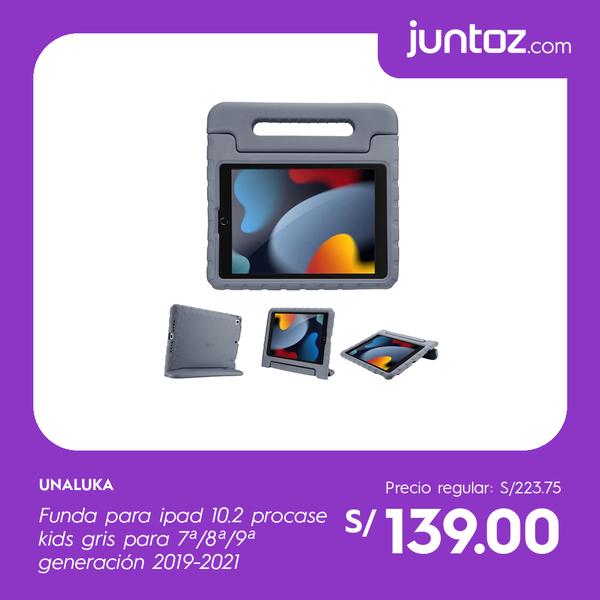 juntoz.com
UNALUKA
Funda para ipad 10.2 procase
kids gris para 7ª/8ª/9ª
generación 2019-2021
Precio regular: S/223.75
S/139.00